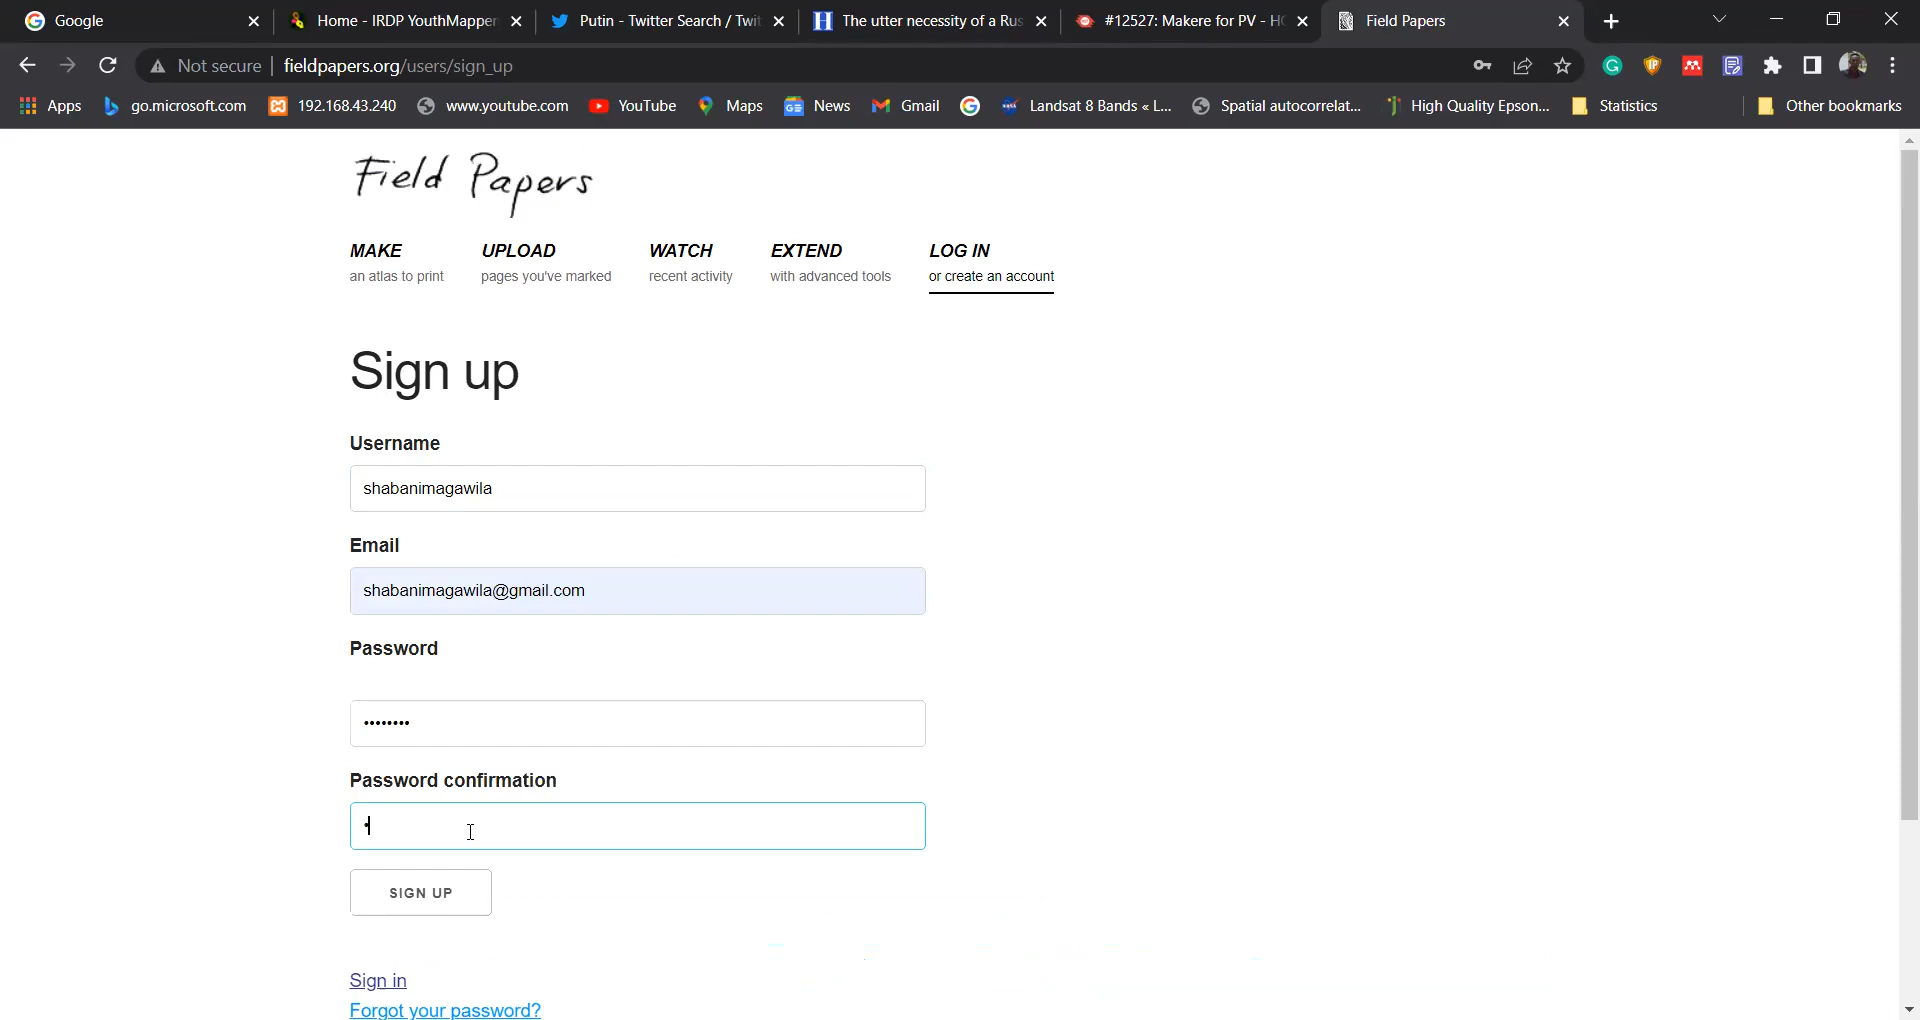 Google
Home - IRDP YouthMapper
Putin - Twitter Search / Twit
The utter necessity of a Rus
#12527: Makere for PV - HO
Field Papers
Not secure
fieldpapers.org/users/sign_up
Apps
go.microsoft.com
192.168.43.240
www.youtube.com
YouTube
Maps
News
Gmail
Landsat 8 Bands « L...
Spatial autocorrelat...
High Quality Epson...
Statistics
Other bookmarks
Field Papers
MAKE
an atlas to print
UPLOAD
pages you've marked
WATCH
recent activity
EXTEND
with advanced tools
LOG IN
or create an account
Sign up
Username
shabanimagawila
Email
shabanimagawila@gmail.com
Password
••••••••
Password confirmation
•
SIGN UP
Sign in
Forgot your password?